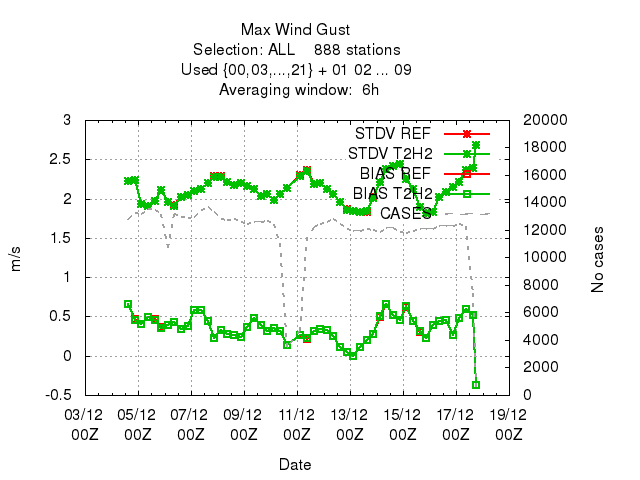 Max Wind Gust
Selection: ALL    888 stations
Used {00,03,...,21} + 01 02 ... 09
Averaging window:  6h
STDV REF
STDV T2H2
BIAS REF
BIAS T2H2
CASES
3
2.5
2
1.5
1
0.5
0
-0.5
m/s
20000
18000
16000
14000
12000
10000
8000
6000
4000
2000
0
No cases
03/12 05/12 07/12 09/12 11/12 13/12 15/12 17/12 19/12
00Z 00Z 00Z 00Z 00Z 00Z 00Z 00Z 00Z
Date